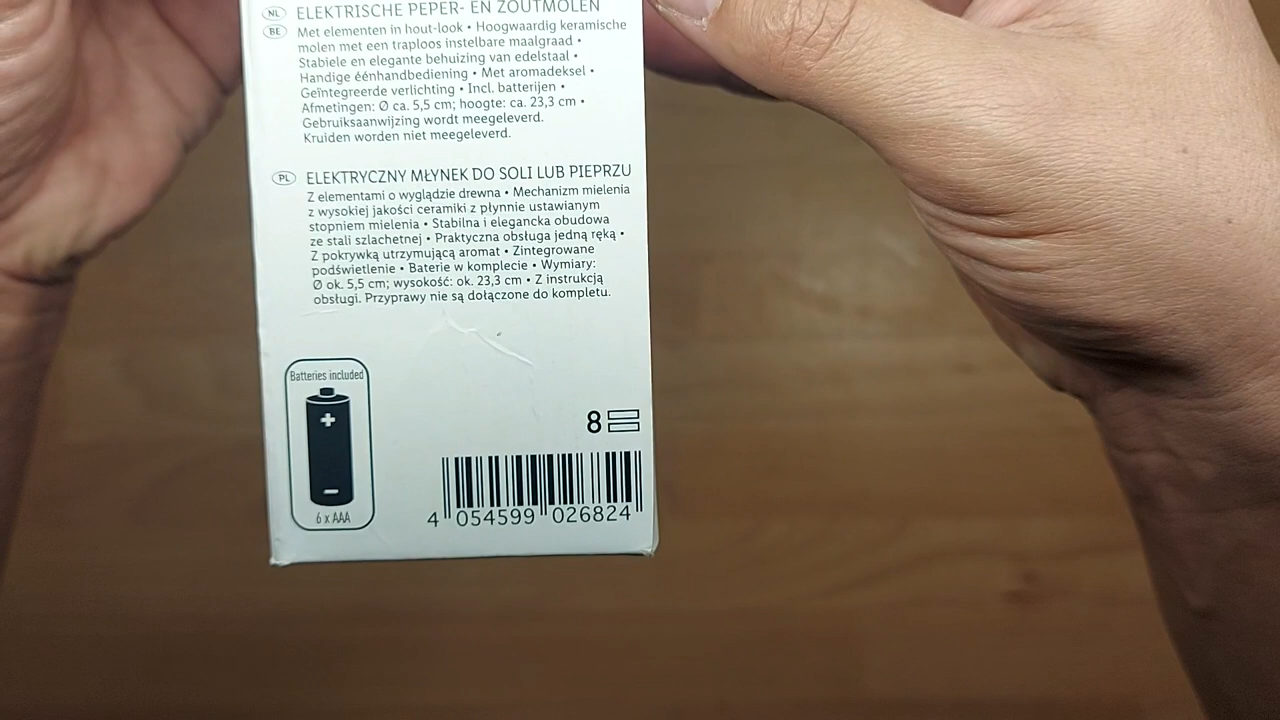 NL ELEKTRISCHE PEPER- EN ZOUTMOLEN
BE Met elementen in hout-look • Hoogwaardig keramische
molen met een traploos instelbare maalgraad •
Stabiele en elegante behuizing van edelstaal •
Handige éénhandbediening • Met aromadeksel •
Geïntegreerde verlichting • Incl. batterijen •
Afmetingen: Ø ca. 5,5 cm; hoogte: ca. 23,3 cm •
Gebruiksaanwijzing wordt meegeleverd.
Kruiden worden niet meegeleverd.
PL ELEKTRYCZNY MŁYNEK DO SOLI LUB PIEPRZU
Z elementami o wyglądzie drewna • Mechanizm mielenia
z wysokiej jakości ceramiki z płynnie ustawianym
stopniem mielenia • Stabilna i elegancka obudowa
ze stali szlachetnej • Praktyczna obsługa jedną ręką •
Z pokrywką utrzymującą aromat • Zintegrowane
podświetlenie • Baterie w komplecie • Wymiary:
Ø ok. 5,5 cm; wysokość: ok. 23,3 cm • Z instrukcją
obsługi. Przyprawy nie są dołączone do kompletu.
Batteries included
6 x AAA
8
4 054599 026824